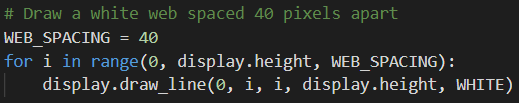 # Draw a white web spaced 40 pixels apart
WEB_SPACING = 40
for i in range(0, display.height, WEB_SPACING):
    display.draw_line(0, i, i, display.height, WHITE)